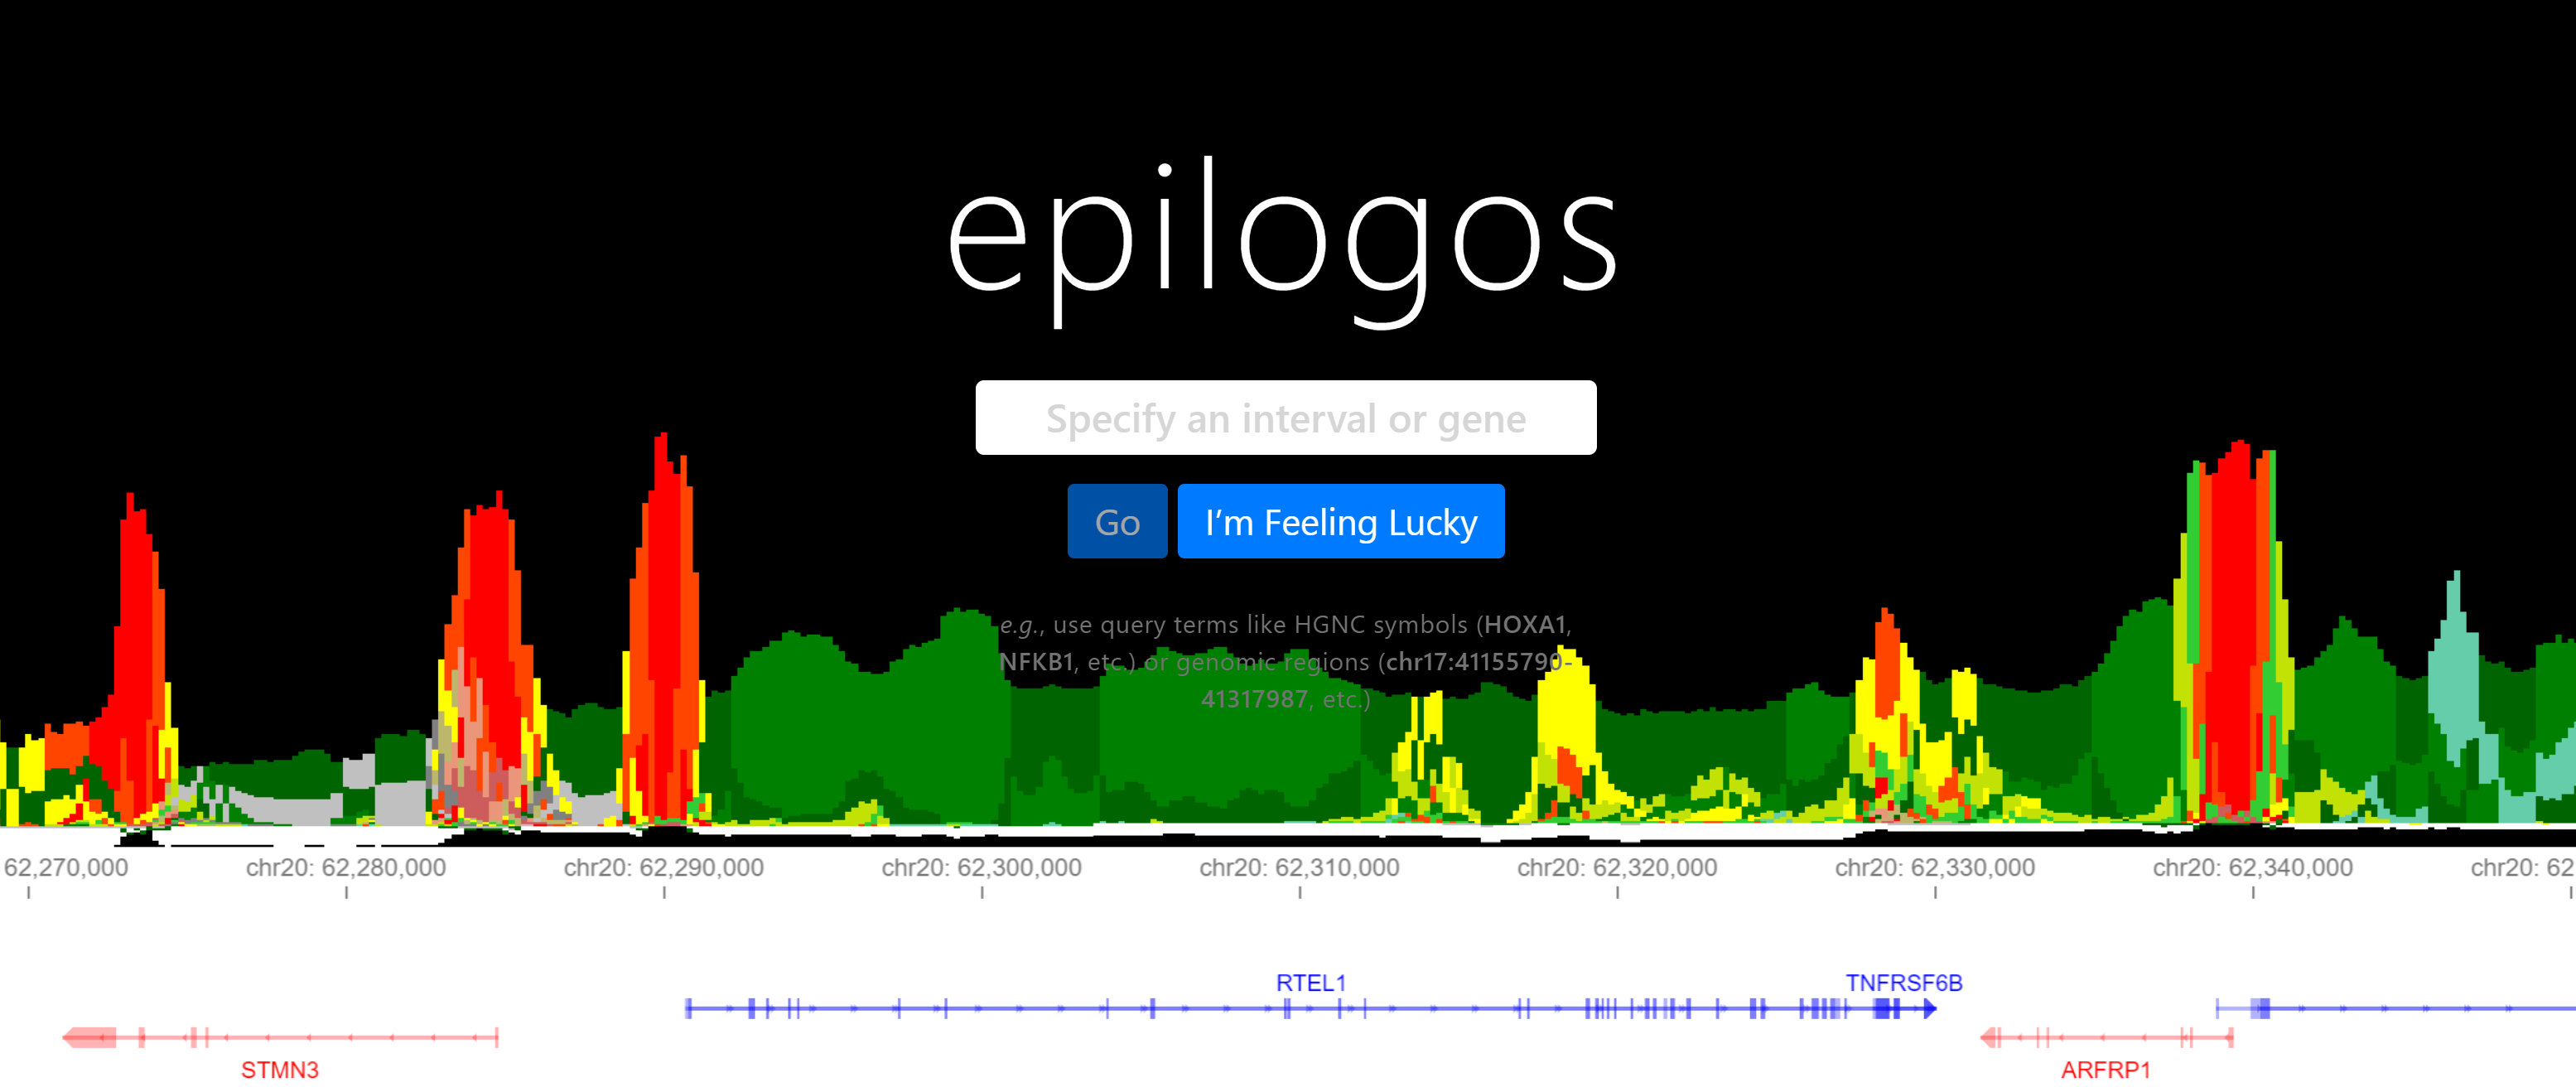 epilogos
Specify an interval or gene
Go
I’m Feeling Lucky
e.g., use query terms like HGNC symbols (HOXA1,
NFKB1, etc.) or genomic regions (chr17:41155790-
41317987, etc.)
62,270,000
chr20: 62,280,000
chr20: 62,290,000
chr20: 62,300,000
chr20: 62,310,000
chr20: 62,320,000
chr20: 62,330,000
chr20: 62,340,000
chr20: 62
RTEL1
TNFRSF6B
STMN3
ARFRP1